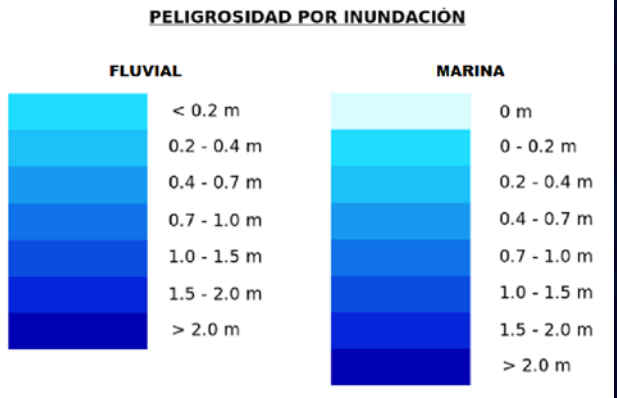 PELIGROSIDAD POR INUNDACIÓN
FLUVIAL
< 0.2 m
0.2 - 0.4 m
0.4 - 0.7 m
0.7 - 1.0 m
1.0 - 1.5 m
1.5 - 2.0 m
> 2.0 m
MARINA
0 m
0 - 0.2 m
0.2 - 0.4 m
0.4 - 0.7 m
0.7 - 1.0 m
1.0 - 1.5 m
1.5 - 2.0 m
> 2.0 m